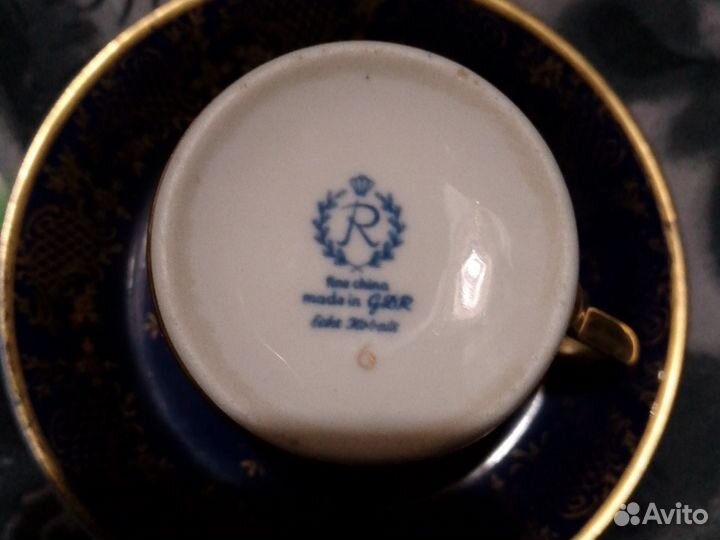 R
fine china
made in GDR
Echt Kobalt
6
Avito